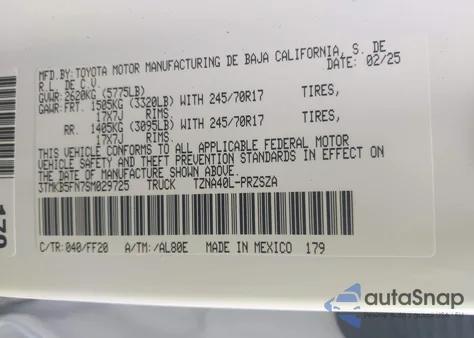 MFD.BY:TOYOTA MOTOR MANUFACTURING DE BAJA CALIFORNIA, S. DE
R.L. DE C.V. DATE: 02/25
GVWR:2620KG (5775LB)
GAWR:FRT. 1505KG (3320LB) WITH 245/70R17 TIRES,
17X7J RIMS.
RR. 1405KG (3095LB) WITH 245/70R17 TIRES,
17X7J RIMS.
THIS VEHICLE CONFORMS TO ALL APPLICABLE FEDERAL MOTOR
VEHICLE SAFETY AND THEFT PREVENTION STANDARDS IN EFFECT ON
THE DATE OF MANUFACTURE SHOWN ABOVE.
3TMKB5FN7SM029725 TRUCK TZNA40L-PRZSZA
C/TR:040/FF20 A/TM:/AL80E MADE IN MEXICO 179
179
autoSnap